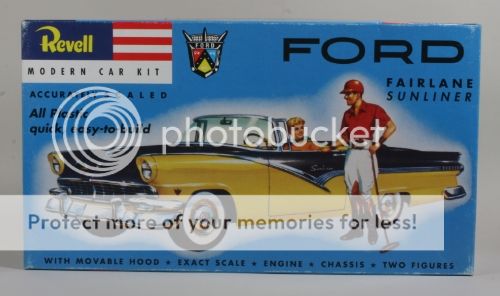 Revell
MODERN CAR KIT
FORD
FORD
FAIRLANE
SUNLINER
ACCURATELY SCALED
All Plastic
quick, easy-to-build
photobucket
Protect more of your memories for less!
WITH MOVABLE HOOD ★ EXACT SCALE ★ ENGINE ★ CHASSIS ★ TWO FIGURES